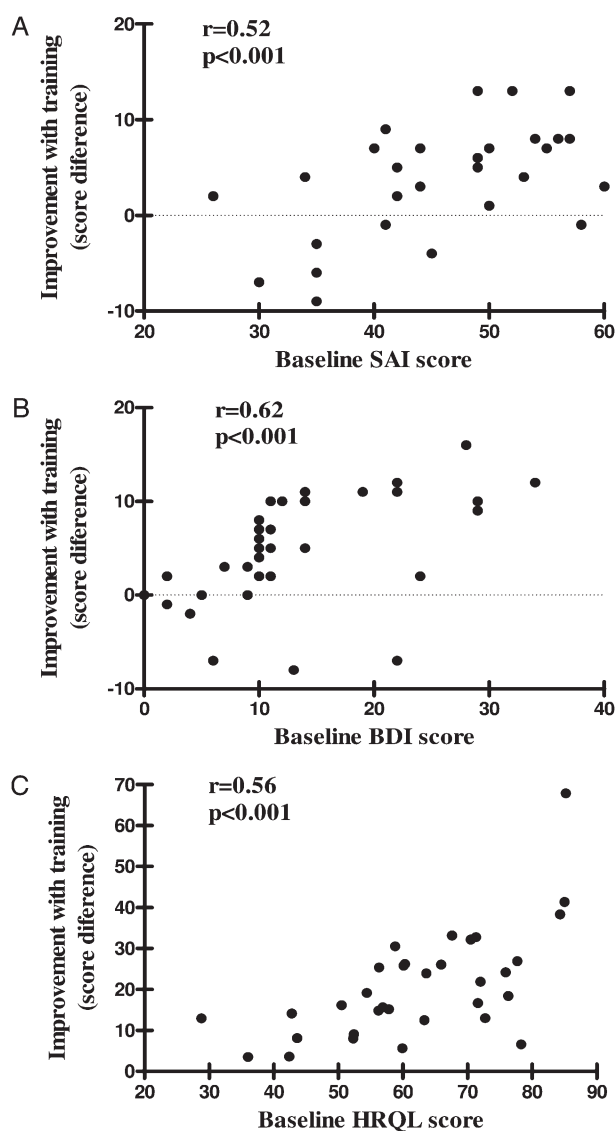 A
r=0.52
p<0.001
Improvement with training
(score diference)
20
10
0
-10
20 30 40 50 60
Baseline SAI score
B
r=0.62
p<0.001
Improvement with training
(score diference)
20
10
0
-10
0 10 20 30 40
Baseline BDI score
C
r=0.56
p<0.001
Improvement with training
(score diference)
70
60
50
40
30
20
10
0
20 30 40 50 60 70 80 90
Baseline HRQL score